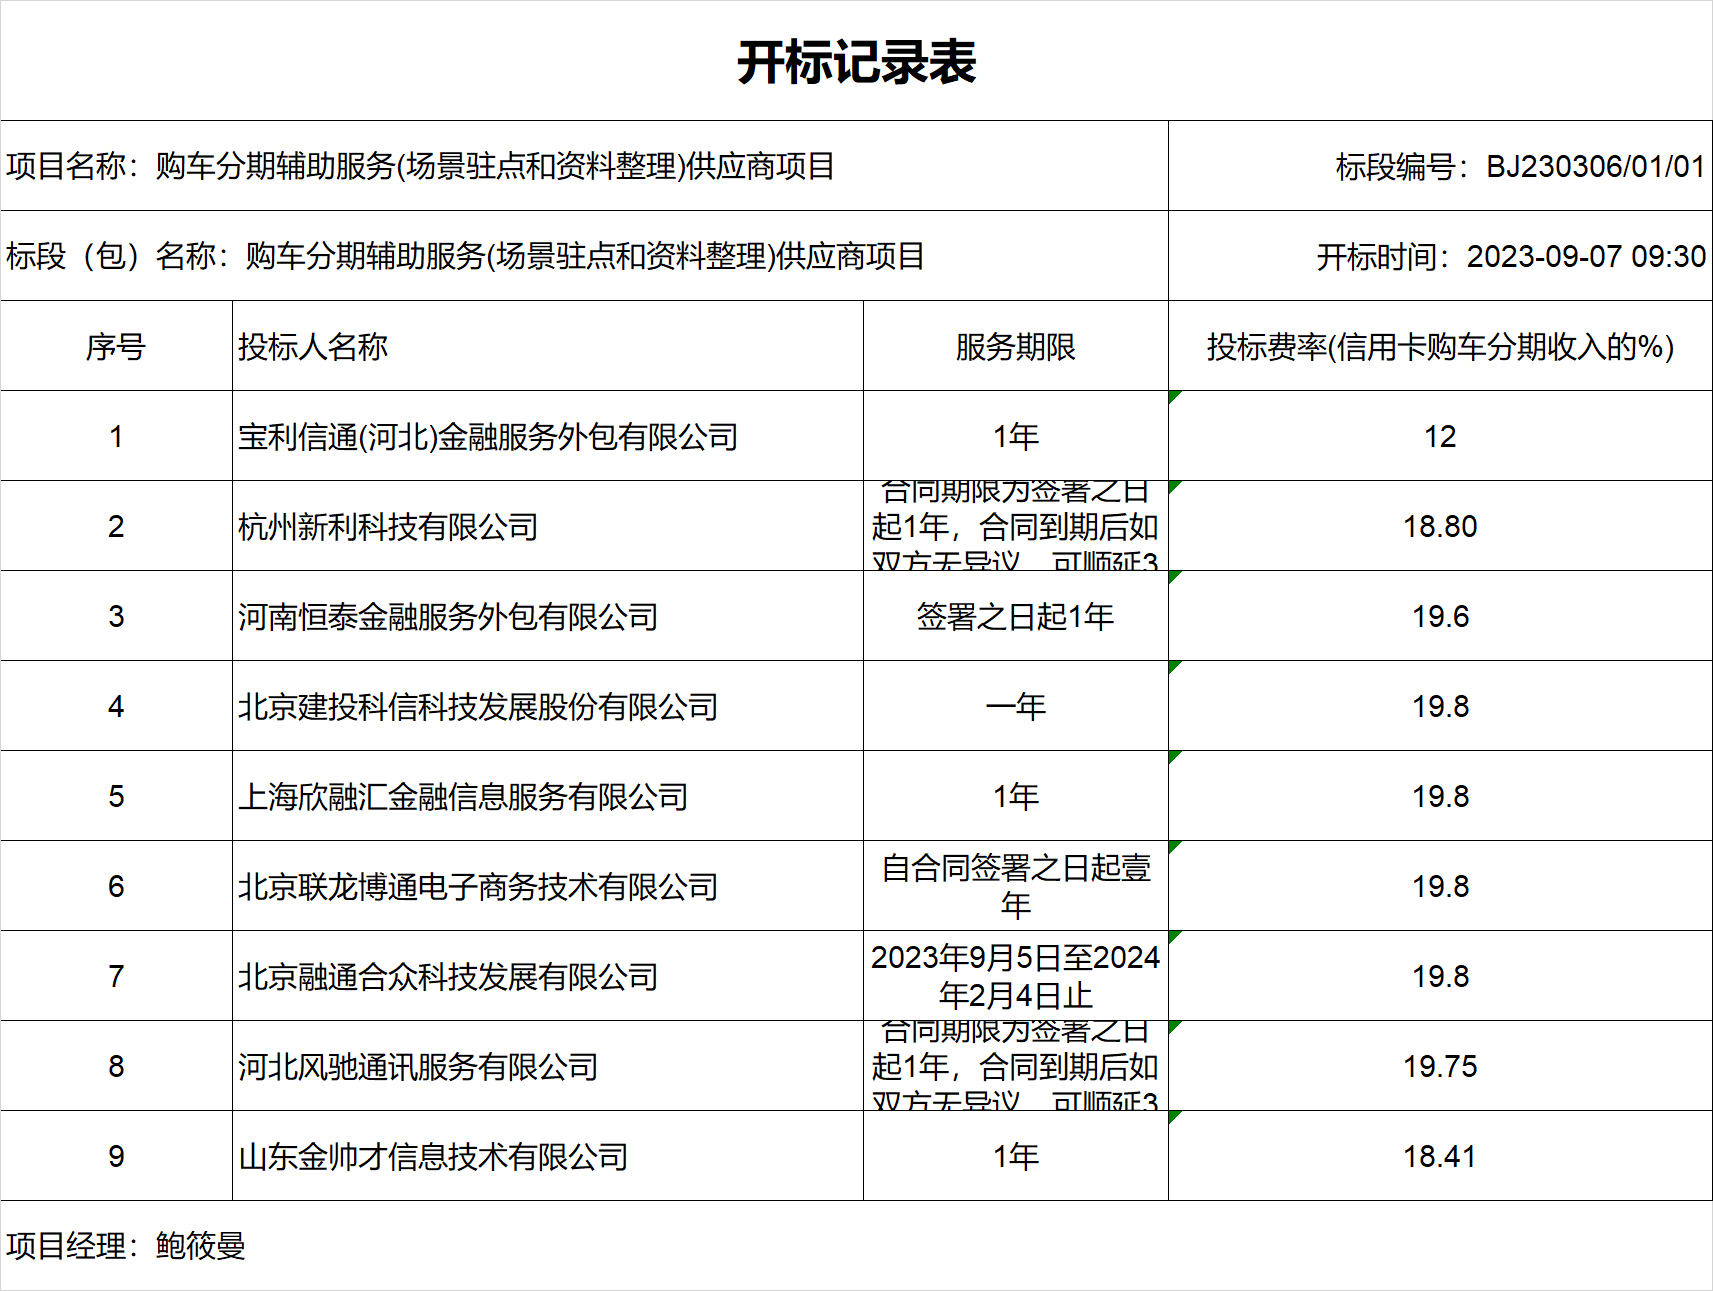 开标记录表
项目名称：购车分期辅助服务(场景驻点和资料整理)供应商项目
标段编号：BJ230306/01/01
标段（包）名称：购车分期辅助服务(场景驻点和资料整理)供应商项目
开标时间：2023-09-07 09:30
序号
投标人名称
服务期限
投标费率(信用卡购车分期收入的%)
1
宝利信通(河北)金融服务外包有限公司
1年
12
2
杭州新利科技有限公司
合同期限为签署之日
起1年，合同到期后如
双方无异议，可顺延3
18.80
3
河南恒泰金融服务外包有限公司
签署之日起1年
19.6
4
北京建投科信科技发展股份有限公司
一年
19.8
5
上海欣融汇金融信息服务有限公司
1年
19.8
6
北京联龙博通电子商务技术有限公司
自合同签署之日起壹
年
19.8
7
北京融通合众科技发展有限公司
2023年9月5日至2024
年2月4日止
19.8
8
河北风驰通讯服务有限公司
合同期限为签署之日
起1年，合同到期后如
双方无异议，可顺延3
19.75
9
山东金帅才信息技术有限公司
1年
18.41
项目经理：鲍筱曼